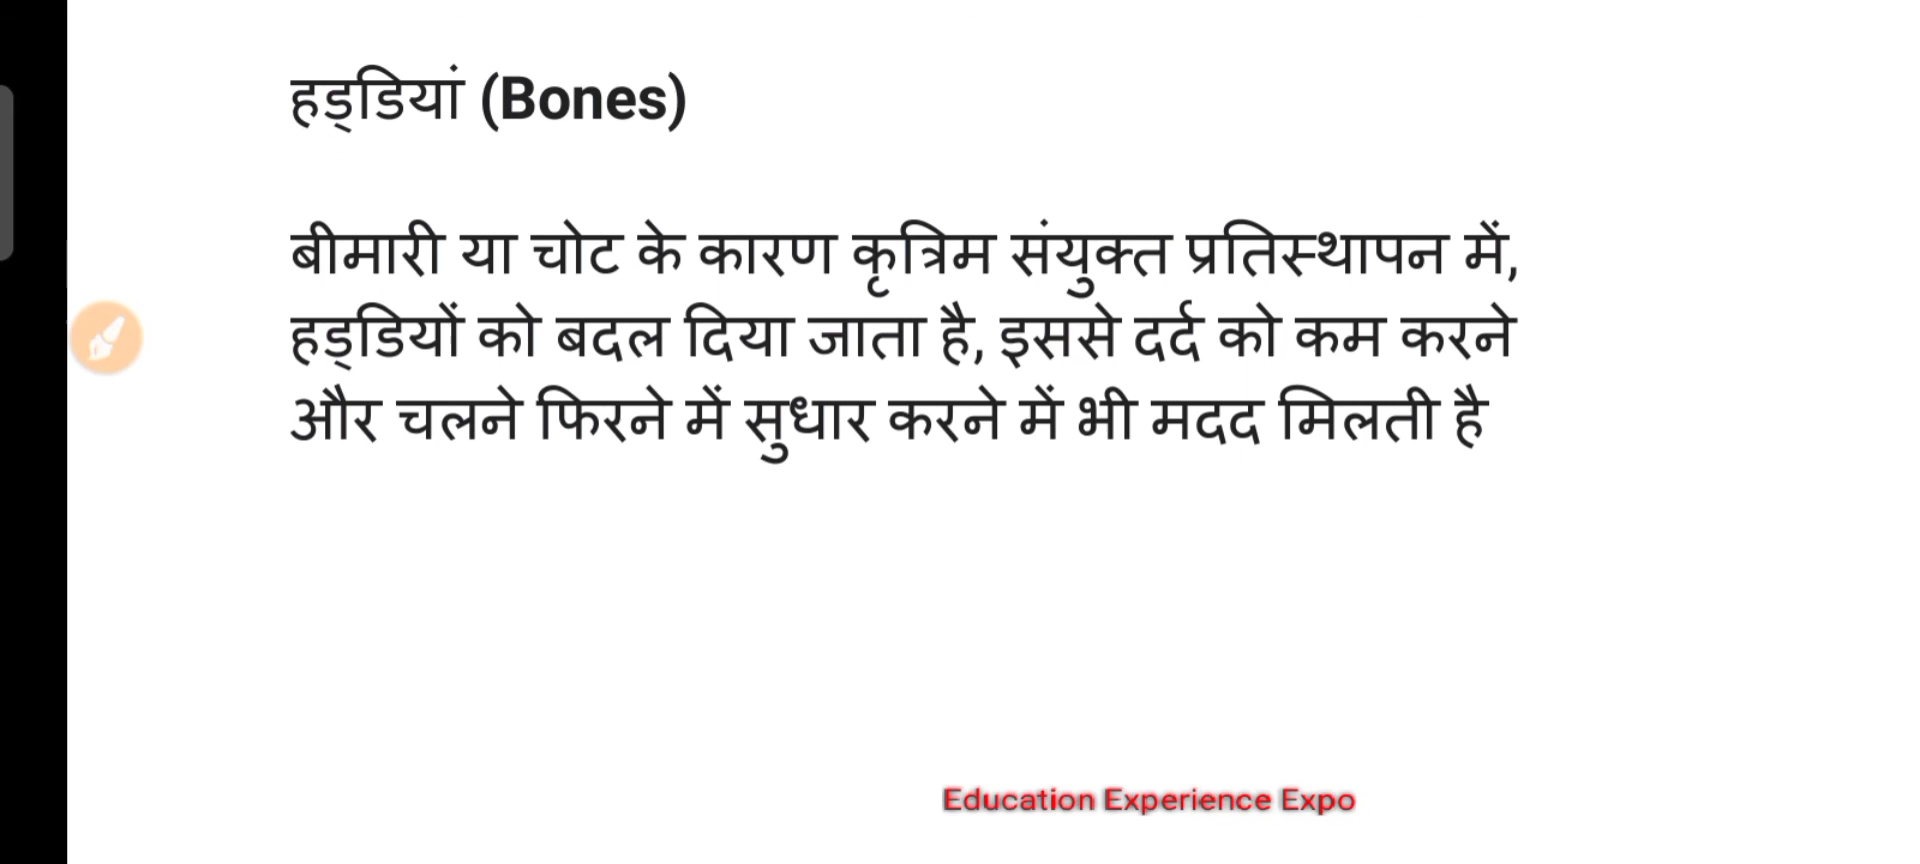 हड्डियां (Bones)
बीमारी या चोट के कारण कृत्रिम संयुक्त प्रतिस्थापन में,
हड्डियों को बदल दिया जाता है, इससे दर्द को कम करने
और चलने फिरने में सुधार करने में भी मदद मिलती है
Education Experience Expo